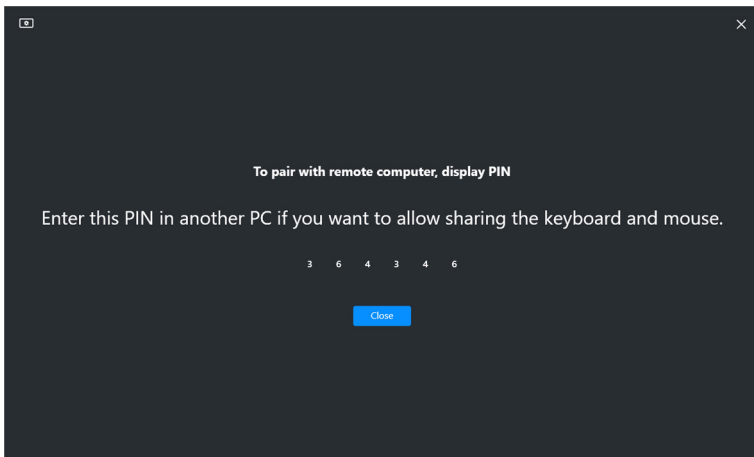 To pair with remote computer, display PIN
Enter this PIN in another PC if you want to allow sharing the keyboard and mouse.
3 6 4 3 4 6
Close